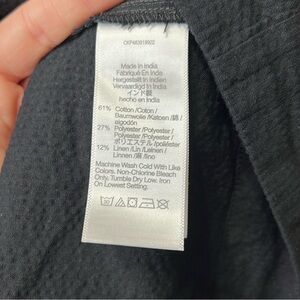 Made in India
Fabriqué En Inde
Hergestellt in Indien
Vervaardigd in India
インド製
hecho en India
61% Cotton /Coton /
Baumwolle /Katoen /綿 /
algodón
27% Polyester /Polyester /
Polyester /Polyester /
ポリエステル /poliéster
12% Linen /Lin /Leinen /
Linnen /麻 /lino
Machine Wash Cold With Like
Colors. Non-Chlorine Bleach
Only. Tumble Dry Low. Iron
On Lowest Setting.